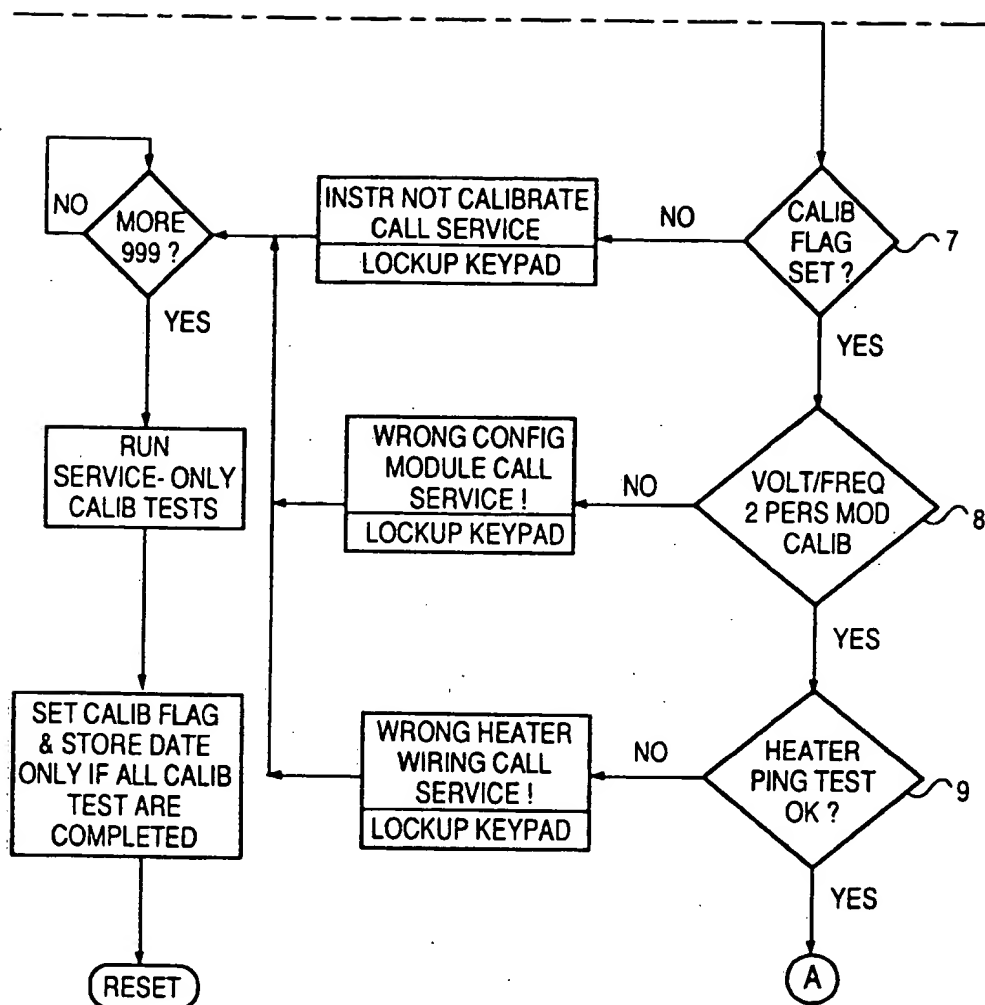 NO
MORE
999 ?
YES
INSTR NOT CALIBRATE
CALL SERVICE
LOCKUP KEYPAD
NO
CALIB
FLAG
SET ?
7
YES
RUN
SERVICE- ONLY
CALIB TESTS
WRONG CONFIG
MODULE CALL
SERVICE !
LOCKUP KEYPAD
NO
VOLT/FREQ
2 PERS MOD
CALIB
8
YES
SET CALIB FLAG
& STORE DATE
ONLY IF ALL CALIB
TEST ARE
COMPLETED
WRONG HEATER
WIRING CALL
SERVICE !
LOCKUP KEYPAD
NO
HEATER
PING TEST
OK ?
9
YES
RESET
A